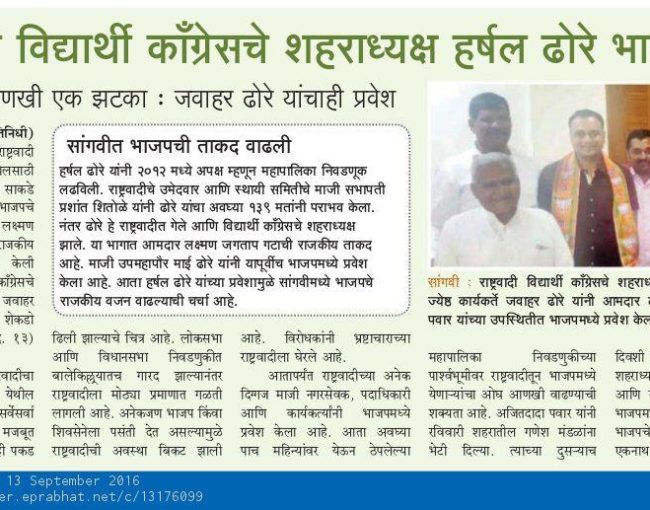 विद्यार्थी काँग्रेसचे शहराध्यक्ष हर्षल ढोरे भा
णखी एक झटका : जवाहर ढोरे यांचाही प्रवेश
तिनिधी)
राष्ट्रवादी
साकडे
भाजपचे
लक्ष्मण
राजकीय
केली
काँग्रेसचे
जवाहर
शेकडो
१३)
येथील
मजबूत
पकड
सांगवीत भाजपची ताकद वाढली
हर्षल ढोरे यांनी २०१२ मध्ये अपक्ष म्हणून महापालिका निवडणूक
लढविली. राष्ट्रवादीचे उमेदवार आणि स्थायी समितीचे माजी सभापती
प्रशांत शितोळे यांनी ढोरे यांचा अवघ्या १३९ मतांनी पराभव केला.
नंतर ढोरे हे राष्ट्रवादीत गेले आणि विद्यार्थी काँग्रेसचे शहराध्यक्ष
झाले. या भागात आमदार लक्ष्मण जगताप गटाची राजकीय ताकद
आहे. माजी उपमहापौर माई ढोरे यांनी यापूर्वीच भाजपमध्ये प्रवेश
केला आहे. आता हर्षल ढोरे यांच्या प्रवेशामुळे सांगवीमध्ये भाजपचे
राजकीय वजन वाढल्याची चर्चा आहे.
ढिली झाल्याचे चित्र आहे. लोकसभा
आणि विधानसभा निवडणुकीत
बालेकिल्ल्यातच गारद झाल्यानंतर
राष्ट्रवादीला मोठ्या प्रमाणात गळती
लागली आहे. अनेकजण भाजप किंवा
शिवसेनेला पसंती देत असल्यामुळे
राष्ट्रवादीची अवस्था बिकट झाली
आहे. विरोधकांनी भ्रष्टाचाराच्या
राष्ट्रवादीला घेरले आहे.
आतापर्यंत राष्ट्रवादीच्या अनेक
दिग्गज माजी नगरसेवक, पदाधिकारी
आणि कार्यकर्त्यांनी भाजपमध्ये
प्रवेश केला आहे. आता अवघ्या
पाच महिन्यांवर येऊन ठेपलेल्या
सांगवी : राष्ट्रवादी विद्यार्थी काँग्रेसचे शहराध
ज्येष्ठ कार्यकर्ते जवाहर ढोरे यांनी आमदार
पवार यांच्या उपस्थितीत भाजपमध्ये प्रवेश केल
महापालिका निवडणुकीच्या
पार्श्वभूमीवर राष्ट्रवादीतून भाजपमध्ये
येणाऱ्यांचा ओघ आणखी वाढण्याची
शक्यता आहे. अजितदादा पवार यांनी
रविवारी शहरातील गणेश मंडळांना
भेटी दिल्या. त्याच्या दुसऱ्याच
दिवशी
शहराध्य
आणि
भाजपचे
एकनाथ
13 September 2016
er.eprabhat.net/c/13176099